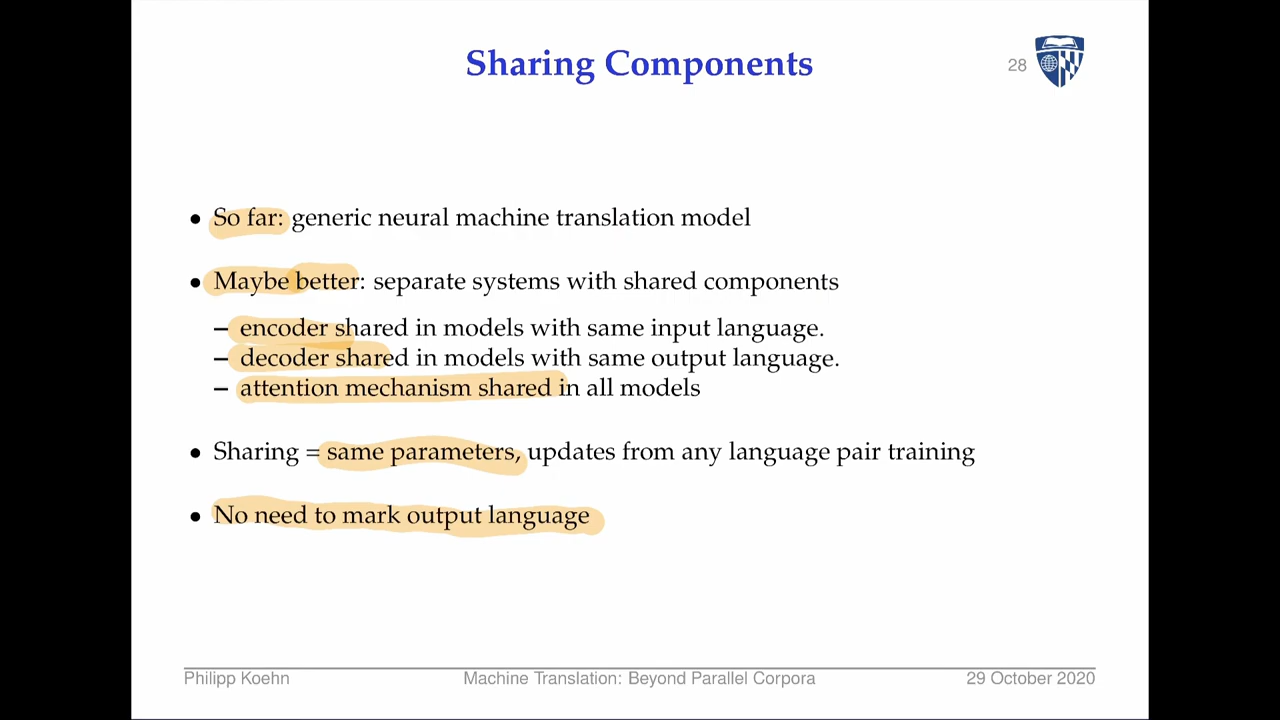 Sharing Components
28
• So far: generic neural machine translation model
• Maybe better: separate systems with shared components
– encoder shared in models with same input language.
– decoder shared in models with same output language.
– attention mechanism shared in all models
• Sharing = same parameters, updates from any language pair training
• No need to mark output language
Philipp Koehn
Machine Translation: Beyond Parallel Corpora
29 October 2020